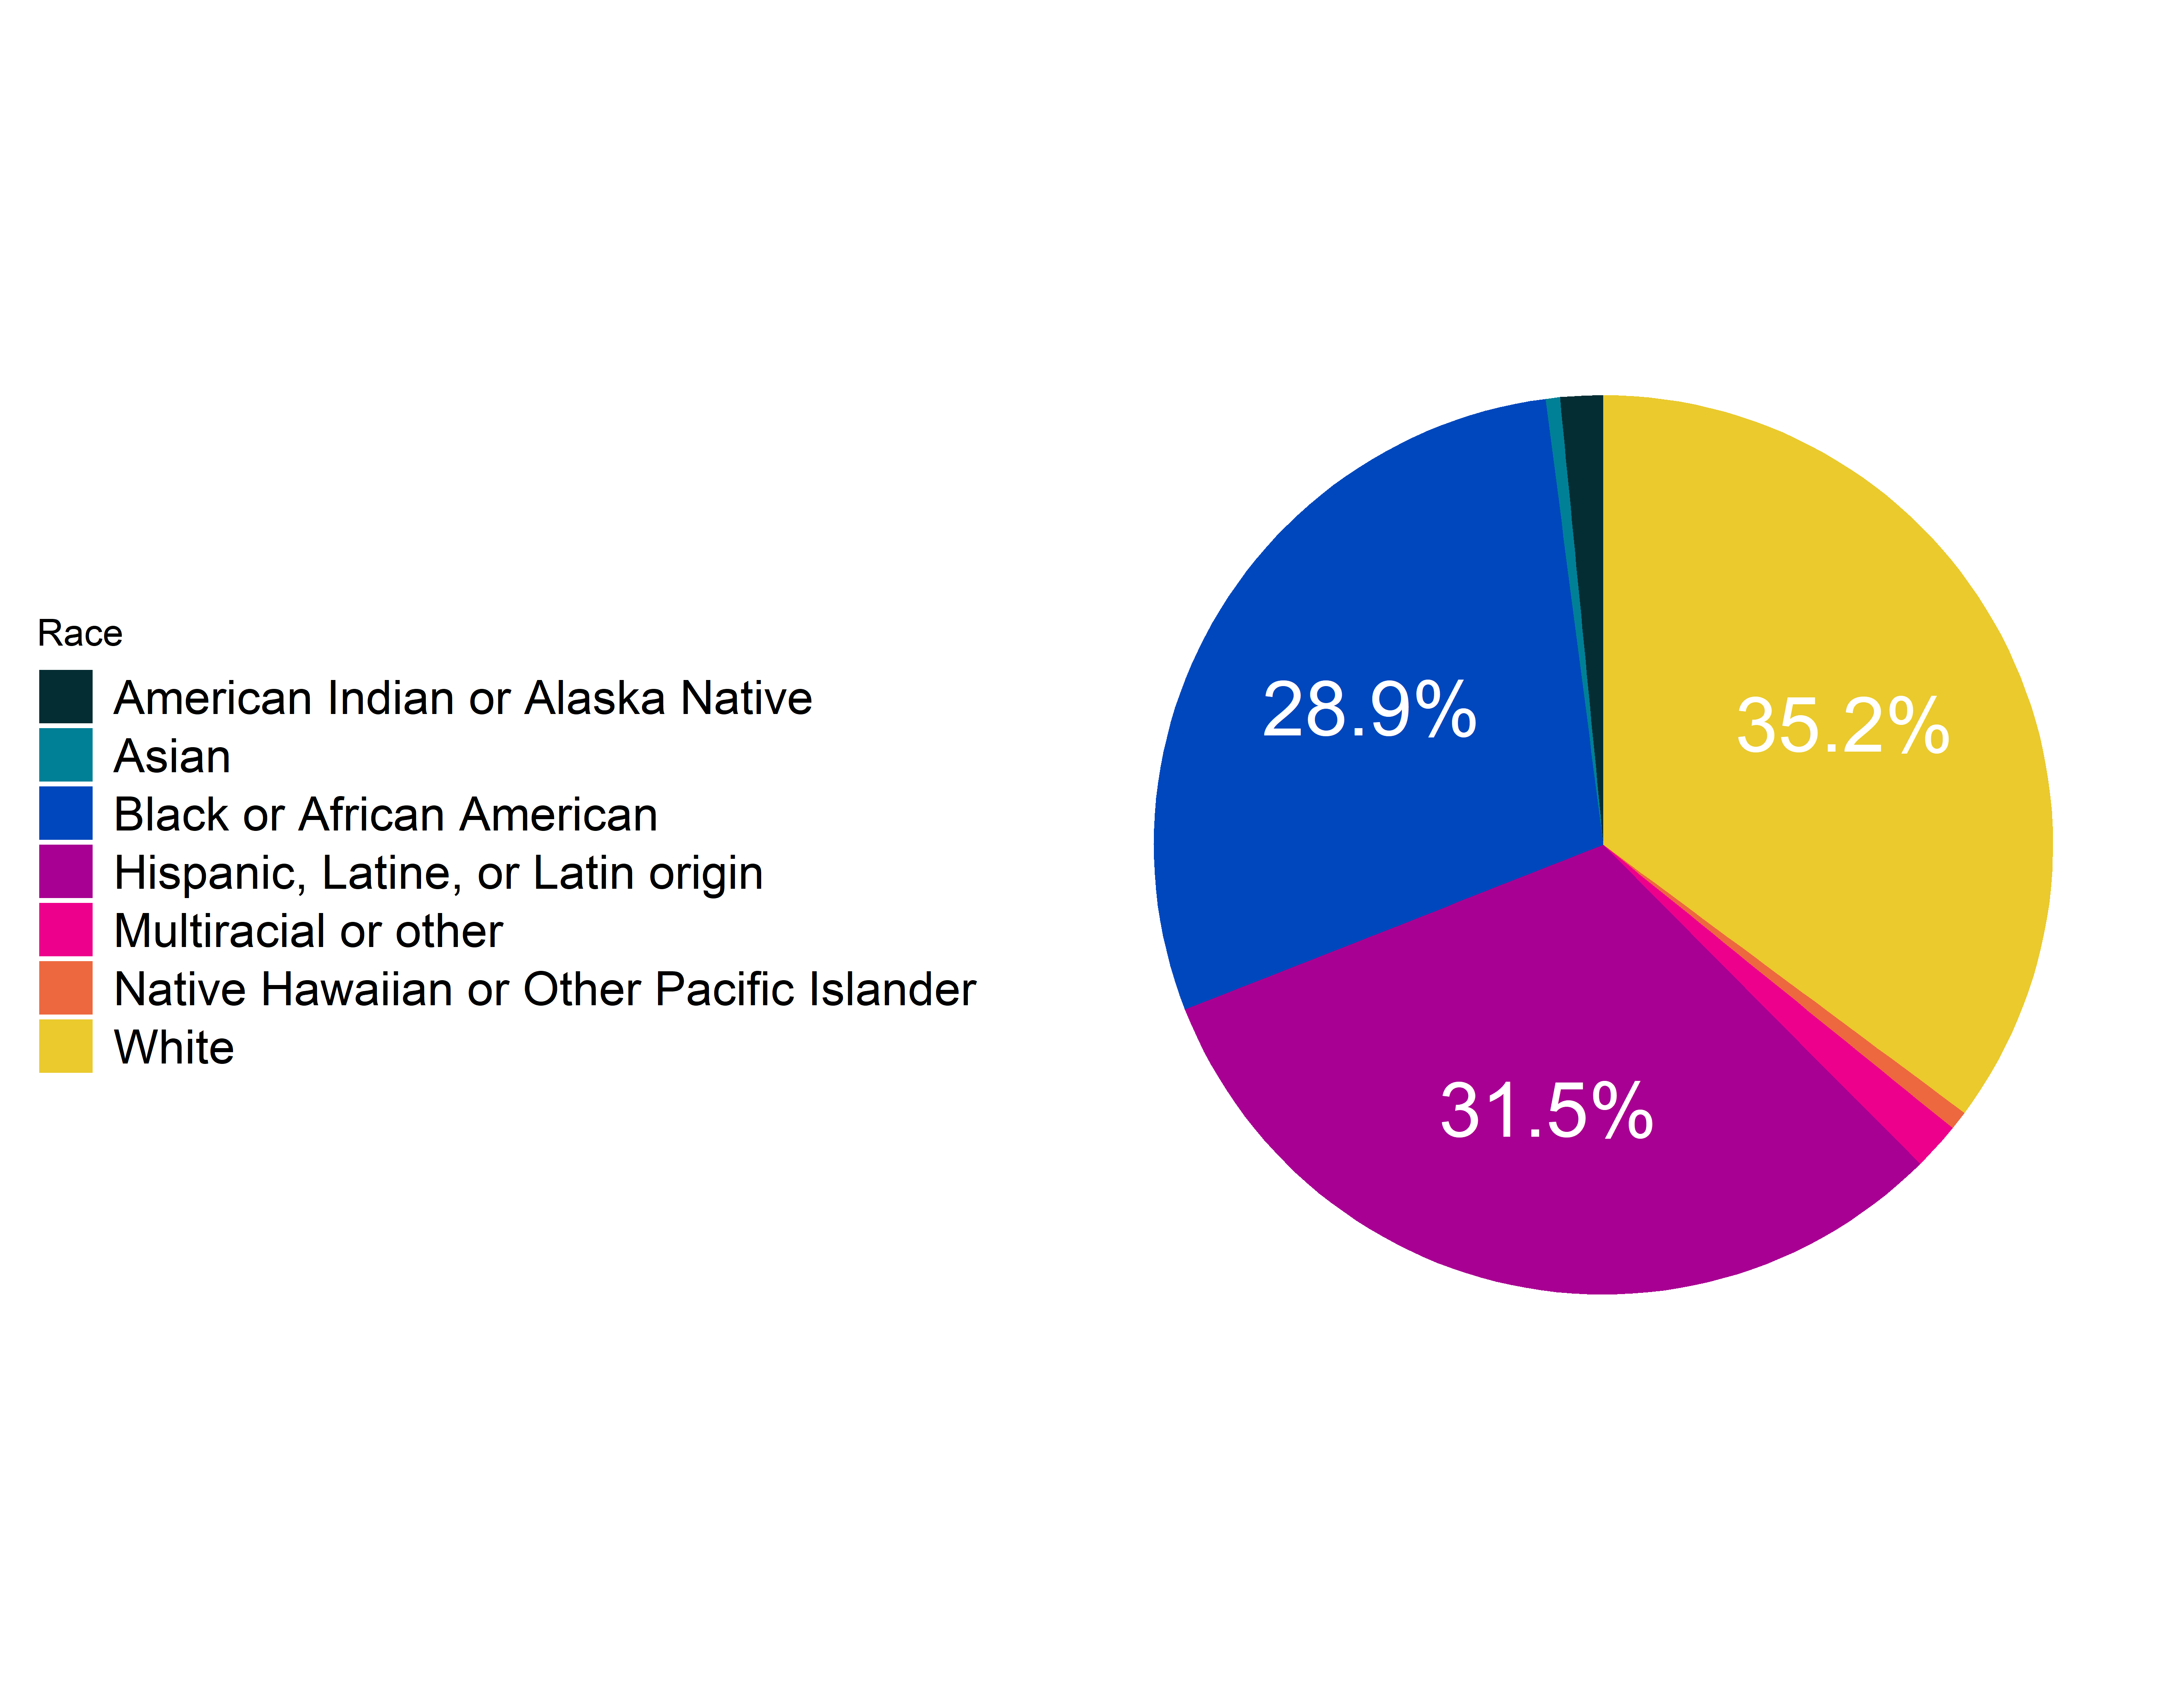 Race
American Indian or Alaska Native
Asian
Black or African American
Hispanic, Latine, or Latin origin
Multiracial or other
Native Hawaiian or Other Pacific Islander
White
28.9%
35.2%
31.5%